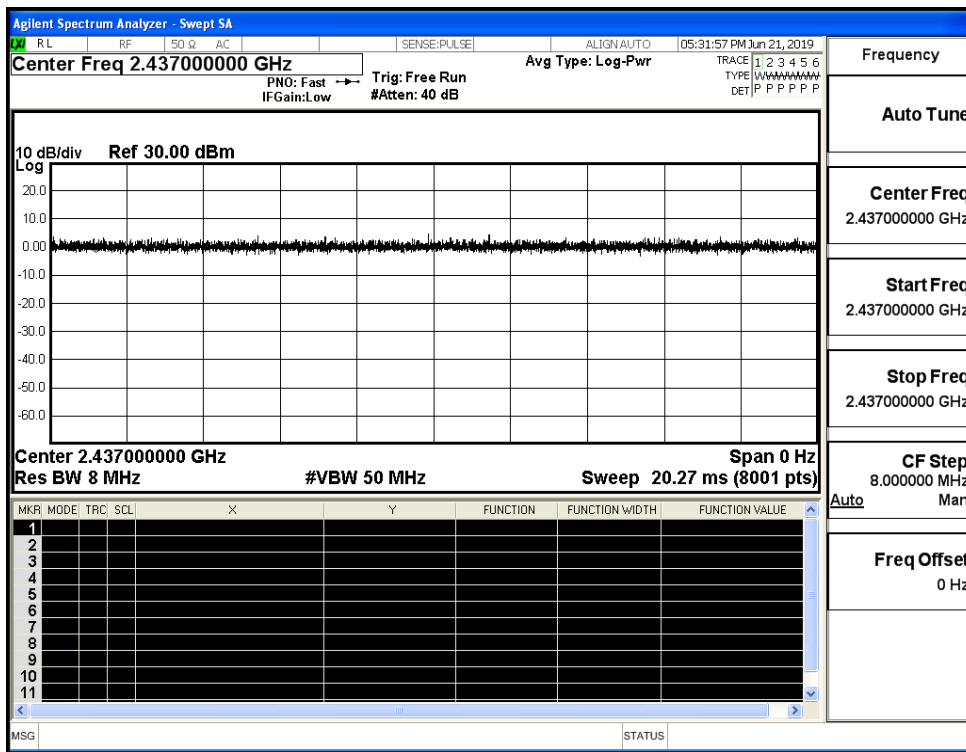 Agilent Spectrum Analyzer - Swept SA
LXI RL RF 50 Ω AC SENSE:PULSE ALIGN AUTO 05:31:57 PM Jun 21, 2019
Center Freq 2.437000000 GHz
PNO: Fast
IFGain:Low
Trig: Free Run
#Atten: 40 dB
Avg Type: Log-Pwr
TRACE 1 2 3 4 5 6
TYPE
DET P P P P P P
10 dB/div Ref 30.00 dBm
Log
20.0
10.0
0.00
-10.0
-20.0
-30.0
-40.0
-50.0
-60.0
Center 2.437000000 GHz Span 0 Hz
Res BW 8 MHz #VBW 50 MHz Sweep 20.27 ms (8001 pts)
MKR MODE TRC SCL X Y FUNCTION FUNCTION WIDTH FUNCTION VALUE
1
2
3
4
5
6
7
8
9
10
11
MSG STATUS
Frequency
Auto Tune
Center Freq
2.437000000 GHz
Start Freq
2.437000000 GHz
Stop Freq
2.437000000 GHz
CF Step
8.000000 MHz
Auto Man
Freq Offset
0 Hz